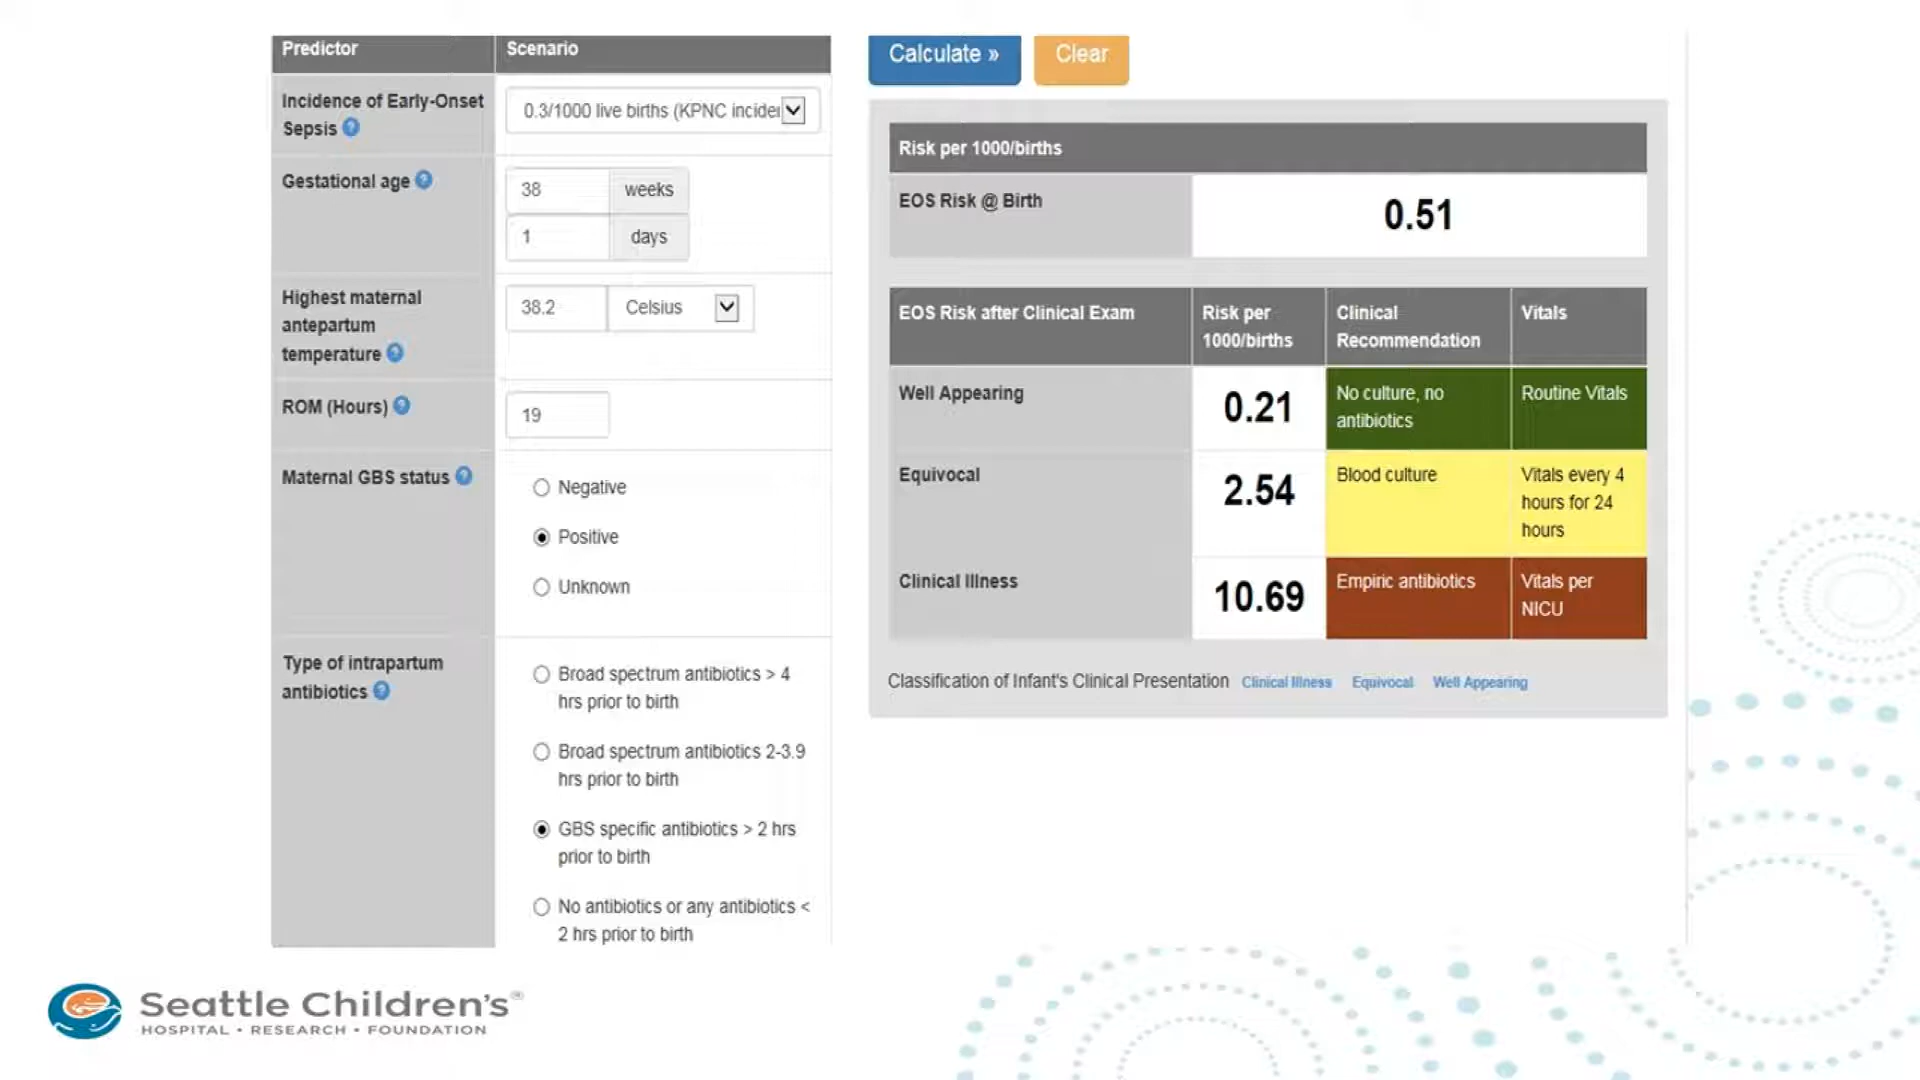 Predictor
Scenario
Incidence of Early-Onset
Sepsis ?
0.3/1000 live births (KPNC incider
Gestational age ?
38 weeks
1 days
Highest maternal
antepartum
temperature ?
38.2 Celsius
ROM (Hours) ?
19
Maternal GBS status ?
Negative
Positive
Unknown
Type of intrapartum
antibiotics ?
Broad spectrum antibiotics > 4
hrs prior to birth
Broad spectrum antibiotics 2-3.9
hrs prior to birth
GBS specific antibiotics > 2 hrs
prior to birth
No antibiotics or any antibiotics <
2 hrs prior to birth
Calculate »
Clear
Risk per 1000/births
EOS Risk @ Birth
0.51
EOS Risk after Clinical Exam
Risk per
1000/births
Clinical
Recommendation
Vitals
Well Appearing
0.21
No culture, no
antibiotics
Routine Vitals
Equivocal
2.54
Blood culture
Vitals every 4
hours for 24
hours
Clinical Illness
10.69
Empiric antibiotics
Vitals per
NICU
Classification of Infant's Clinical Presentation Clinical Illness Equivocal Well Appearing
Seattle Children's®
HOSPITAL • RESEARCH • FOUNDATION